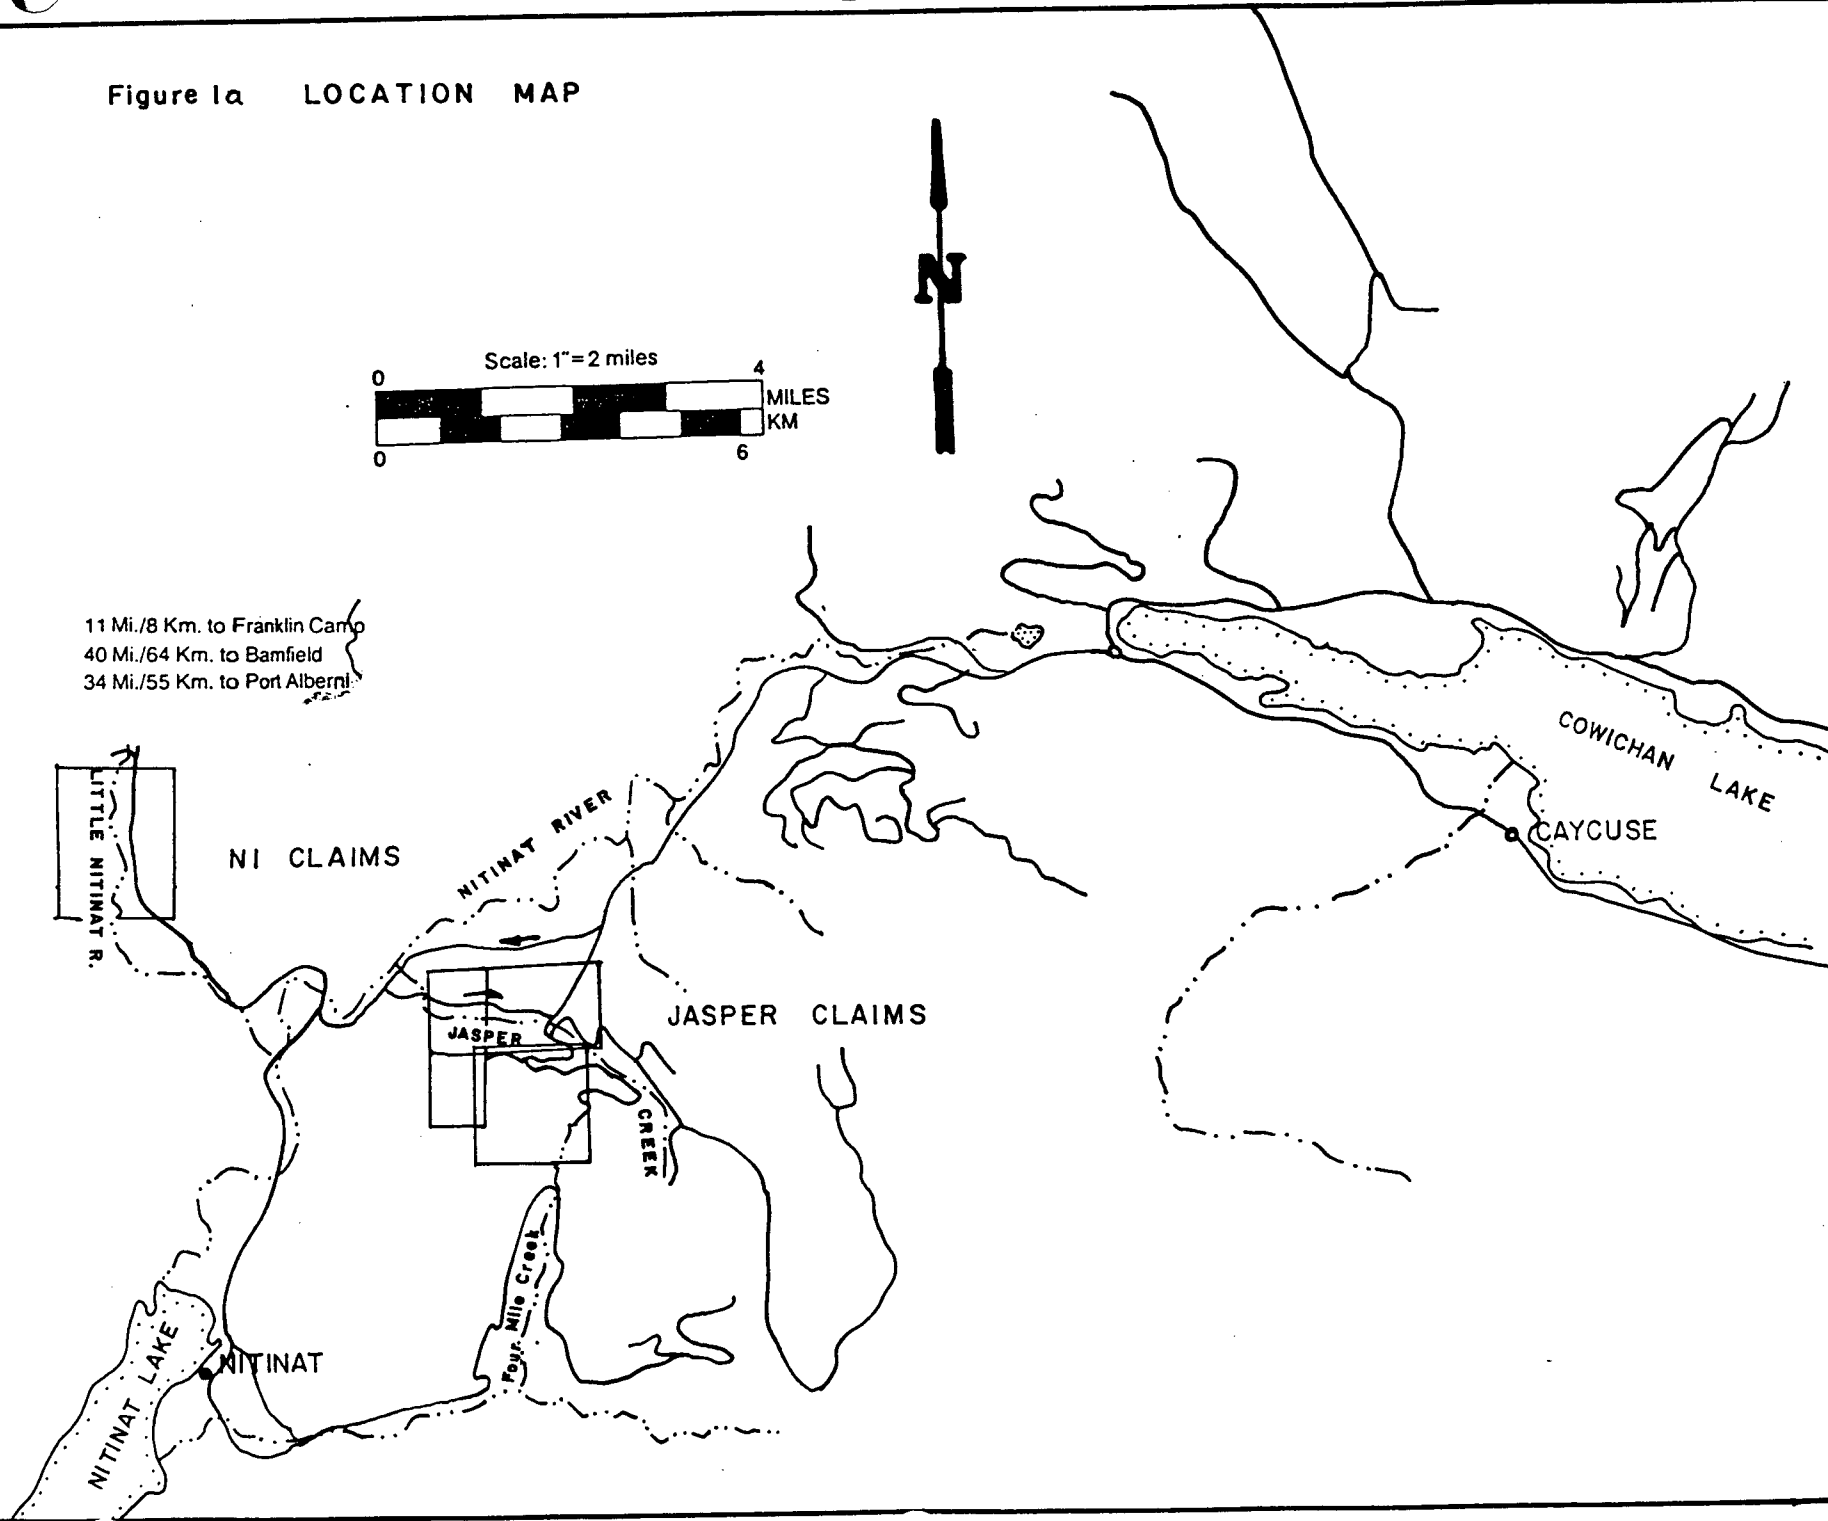 Figure 1a LOCATION MAP
N
Scale: 1"=2 miles
0 4
MILES
KM
0 6
11 Mi./8 Km. to Franklin Camp
40 Mi./64 Km. to Bamfield
34 Mi./55 Km. to Port Alberni
COWICHAN LAKE
CAYCUSE
LITTLE NITINAT R.
NI CLAIMS
NITINAT RIVER
JASPER CLAIMS
JASPER CREEK
Four Mile Creek
NITINAT LAKE
NITINAT